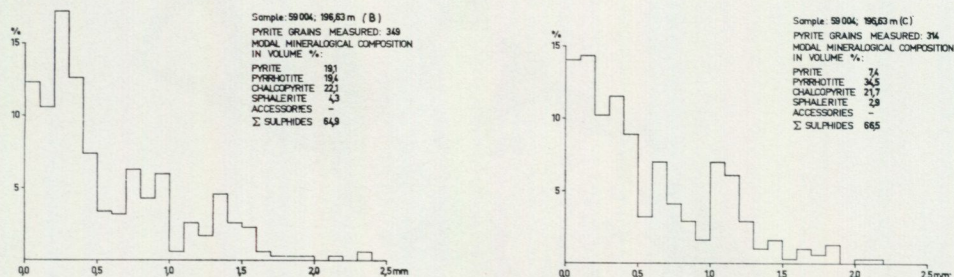 Sample: 59 004; 196,63 m (B)
PYRITE GRAINS MEASURED: 349
MODAL MINERALOGICAL COMPOSITION
IN VOLUME %:
PYRITE 19,1
PYRRHOTITE 19,4
CHALCOPYRITE 22,1
SPHALERITE 4,3
ACCESSORIES –
Σ SULPHIDES 64,9
%
15
10
5
0,0 0,5 1,0 1,5 2,0 2,5 mm
Sample: 59 004; 196,63 m (C)
PYRITE GRAINS MEASURED: 314
MODAL MINERALOGICAL COMPOSITION
IN VOLUME %:
PYRITE 7,4
PYRRHOTITE 34,5
CHALCOPYRITE 21,7
SPHALERITE 2,9
ACCESSORIES –
Σ SULPHIDES 66,5
%
15
10
5
0,0 0,5 1,0 1,5 2,0 2,5 mm